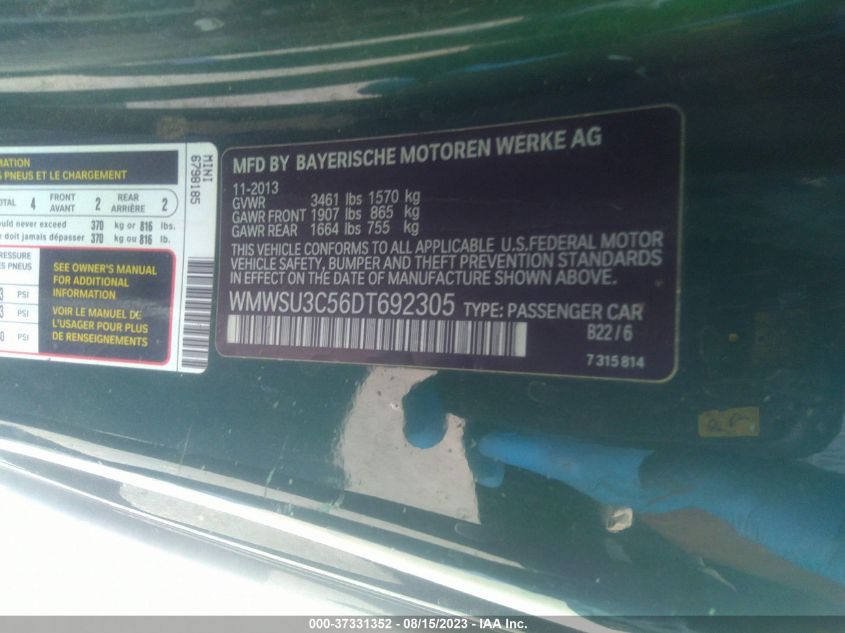 MFD BY BAYERISCHE MOTOREN WERKE AG
11-2013
GVWR 3461 lbs 1570 kg
GAWR FRONT 1907 lbs 865 kg
GAWR REAR 1664 lbs 755 kg
THIS VEHICLE CONFORMS TO ALL APPLICABLE U.S.FEDERAL MOTOR
VEHICLE SAFETY, BUMPER AND THEFT PREVENTION STANDARDS
IN EFFECT ON THE DATE OF MANUFACTURE SHOWN ABOVE.
WMWSU3C56DT692305 TYPE: PASSENGER CAR
B22/6
7315814
MINI
6798185
PNEUS ET LE CHARGEMENT
4 FRONT 2 REAR 2
AVANT ARRIÈRE
never exceed 370 kg or 816 lbs.
doit jamais dépasser 370 kg ou 816 lb.
PNEUS
PSI
PSI
PSI
SEE OWNER'S MANUAL
FOR ADDITIONAL
INFORMATION
VOIR LE MANUEL DE
L'USAGER POUR PLUS
DE RENSEIGNEMENTS
000-37331352 — 08/15/2023 — IAA Inc.